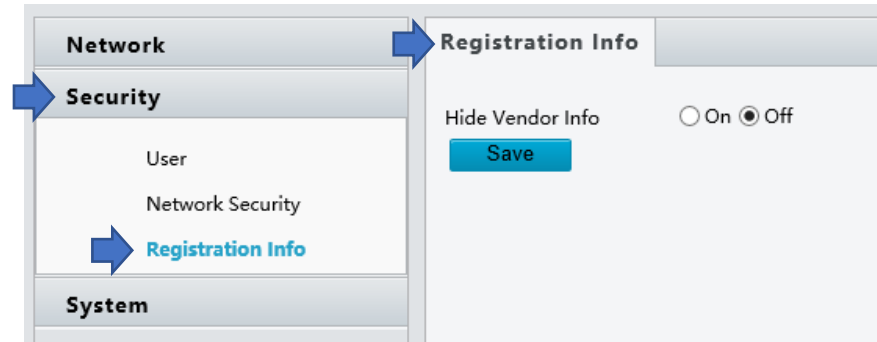 Network
Security
User
Network Security
Registration Info
System
Registration Info
Hide Vendor Info On Off
Save